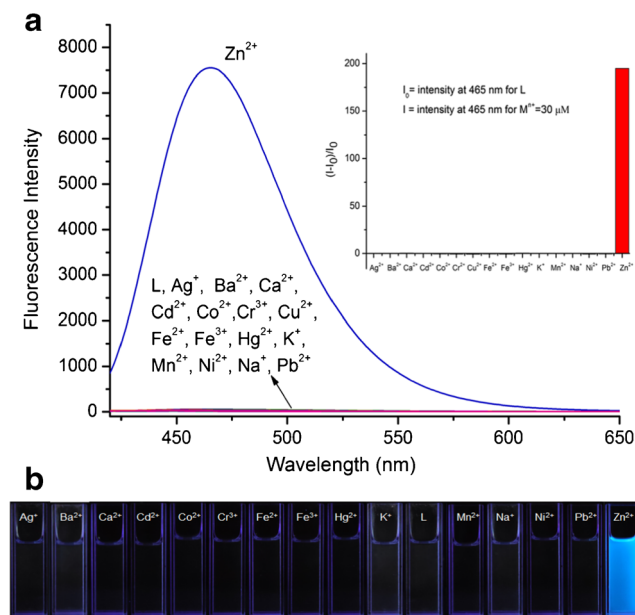 a
8000
7000
6000
5000
4000
3000
2000
1000
0
Fluorescence Intensity
Zn²⁺
L, Ag⁺, Ba²⁺, Ca²⁺,
Cd²⁺, Co²⁺,Cr³⁺, Cu²⁺,
Fe²⁺, Fe³⁺, Hg²⁺, K⁺,
Mn²⁺, Ni²⁺, Na⁺, Pb²⁺
450 500 550 600 650
Wavelength (nm)
200
150
100
50
0
(I-I₀)/I₀
I₀= intensity at 465 nm for L
I = intensity at 465 nm for Mⁿ⁺=30 µM
Ba²⁺ Ca²⁺ Cd²⁺ Co²⁺ Cu²⁺ Fe²⁺ Fe³⁺ Hg²⁺ K⁺ Mn²⁺ Na⁺ Ni²⁺ Pb²⁺ Zn²⁺
b
Ag⁺ Ba²⁺ Ca²⁺ Cd²⁺ Co²⁺ Cr³⁺ Fe²⁺ Fe³⁺ Hg²⁺ K⁺ L Mn²⁺ Na⁺ Ni²⁺ Pb²⁺ Zn²⁺